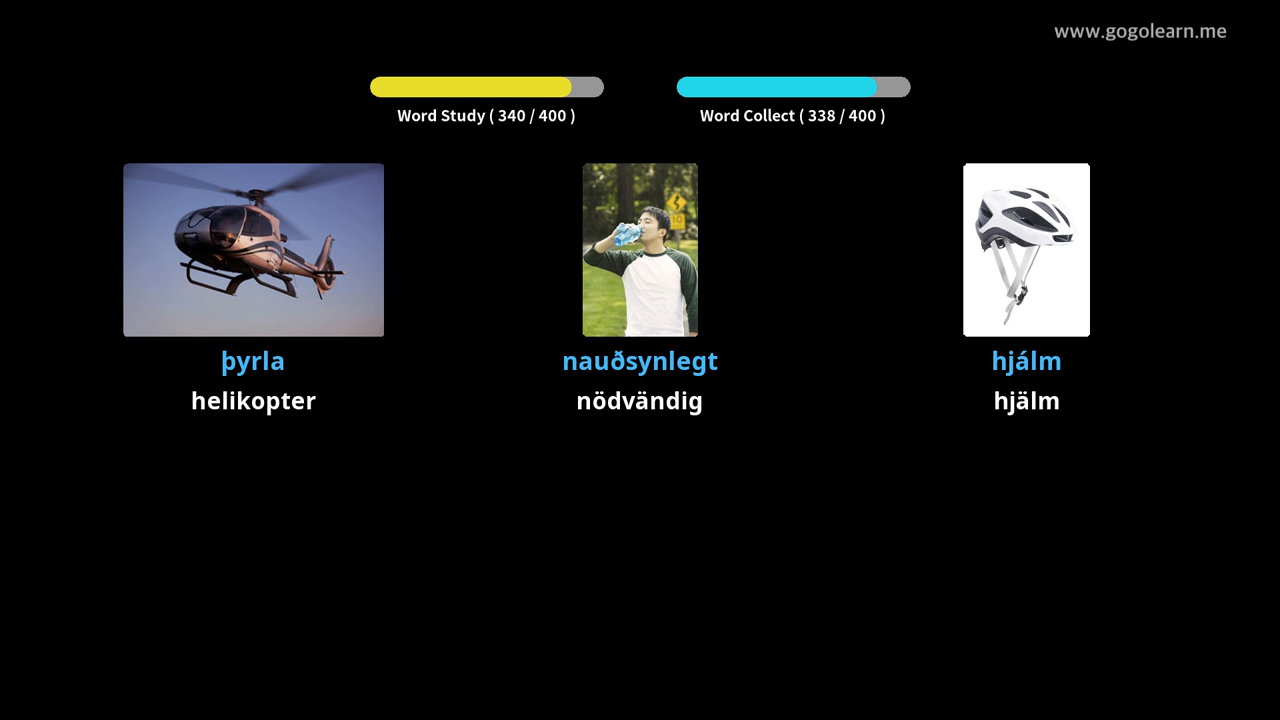 www.gogolearn.me
Word Study ( 340 / 400 )
Word Collect ( 338 / 400 )
þyrla
nauðsynlegt
hjálm
helikopter
nödvändig
hjälm